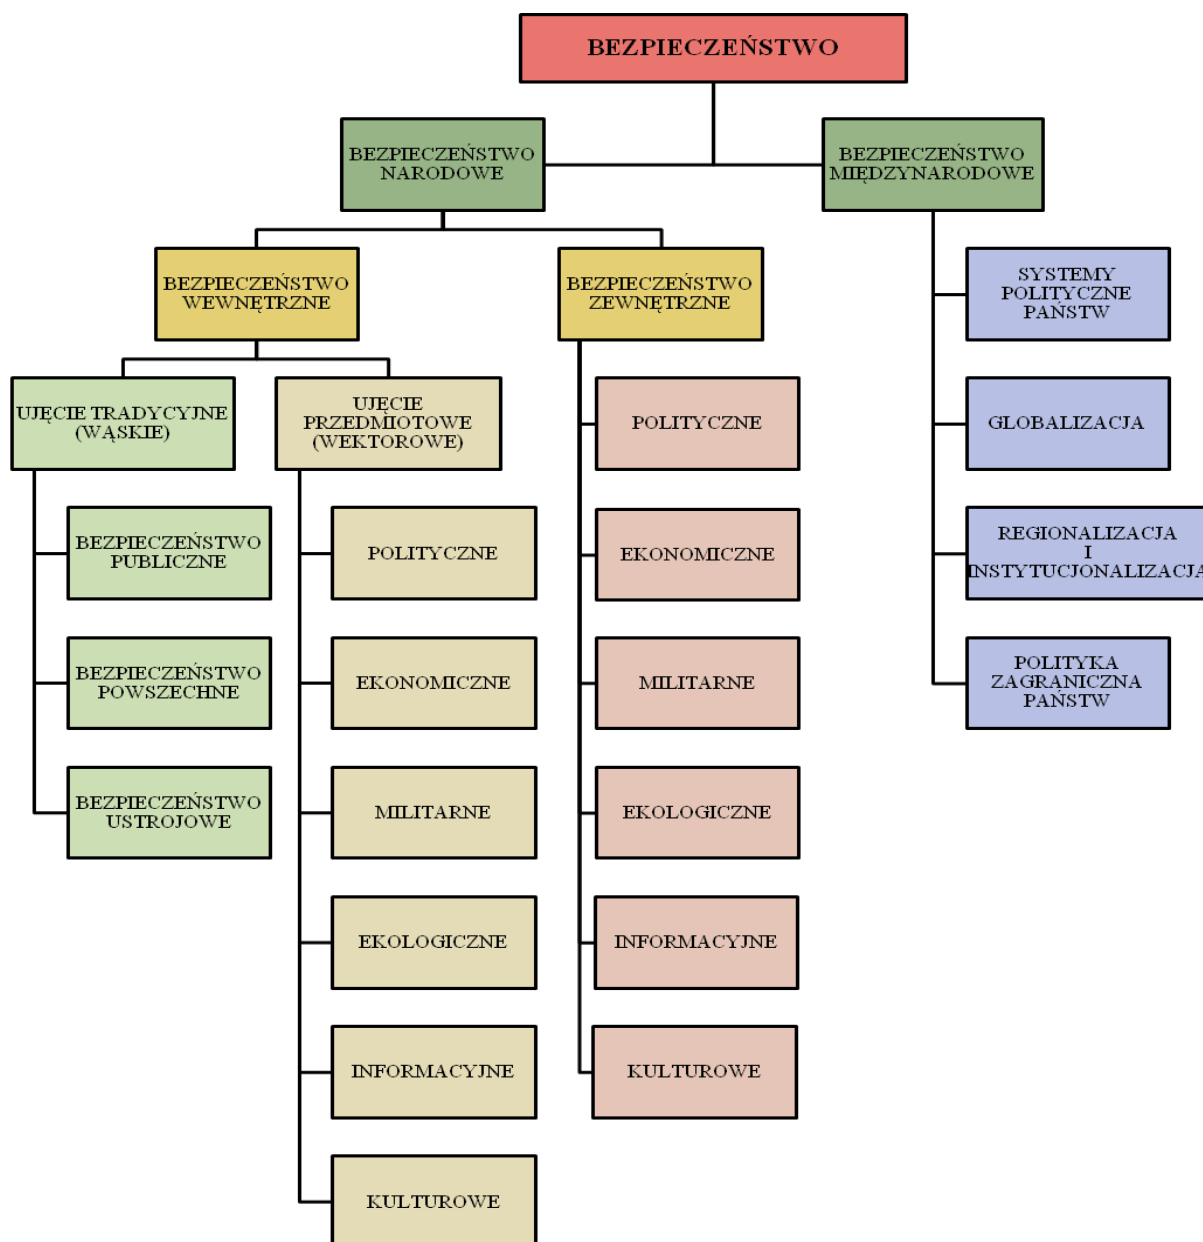 BEZPIECZEŃSTWO
BEZPIECZEŃSTWO
NARODOWE
BEZPIECZEŃSTWO
MIĘDZYNARODOWE
BEZPIECZEŃSTWO
WEWNĘTRZNE
BEZPIECZEŃSTWO
ZEWNĘTRZNE
SYSTEMY
POLITYCZNE
PAŃSTW
UJĘCIE TRADYCYJNE
(WĄSKIE)
UJĘCIE
PRZEDMIOTOWE
(WEKTOROWE)
POLITYCZNE
GLOBALIZACJA
BEZPIECZEŃSTWO
PUBLICZNE
POLITYCZNE
EKONOMICZNE
REGIONALIZACJA
I
INSTYTUCJONALIZACJA
BEZPIECZEŃSTWO
POWSZECHNE
EKONOMICZNE
MILITARNE
POLITYKA
ZAGRANICZNA
PAŃSTW
BEZPIECZEŃSTWO
USTROJOWE
MILITARNE
EKOLOGICZNE
EKOLOGICZNE
INFORMACYJNE
INFORMACYJNE
KULTUROWE
KULTUROWE